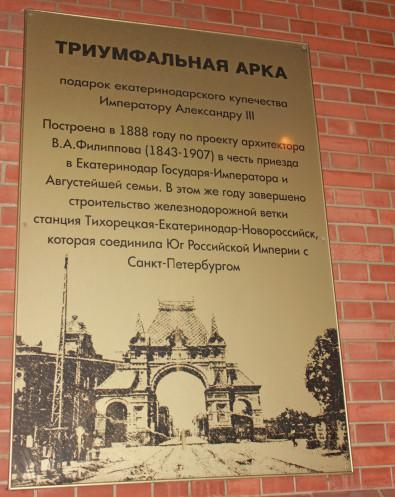 ТРИУМФАЛЬНАЯ АРКА
подарок екатеринодарского купечества
Императору Александру III
Построена в 1888 году по проекту архитектора
В.А.Филиппова (1843-1907) в честь приезда
в Екатеринодар Государя-Императора и
Августейшей семьи. В этом же году завершено
строительство железнодорожной ветки
станция Тихорецкая-Екатеринодар-Новороссийск,
которая соединила Юг Российской Империи с
Санкт-Петербургом